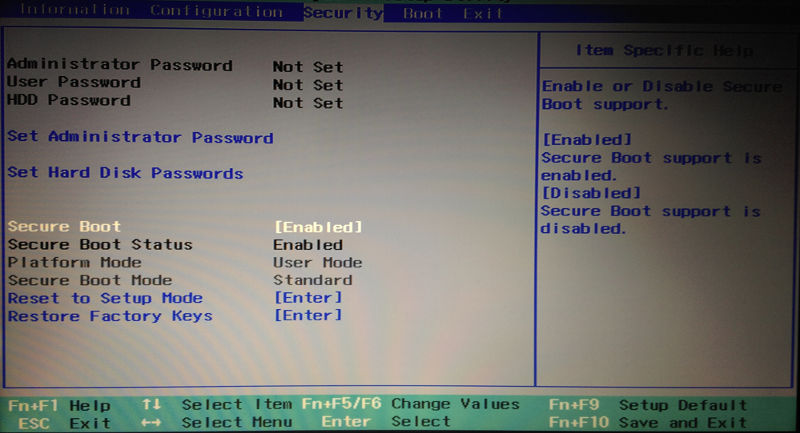 Information Configuration Security Boot Exit
Item Specific Help
Administrator Password Not Set
User Password Not Set
HDD Password Not Set
Set Administrator Password
Set Hard Disk Passwords
Secure Boot [Enabled]
Secure Boot Status Enabled
Platform Mode User Mode
Secure Boot Mode Standard
Reset to Setup Mode [Enter]
Restore Factory Keys [Enter]
Enable or Disable Secure
Boot support.
[Enabled]
Secure Boot support is
enabled.
[Disabled]
Secure Boot support is
disabled.
Fn+F1 Help ↑↓ Select Item Fn+F5/F6 Change Values Fn+F9 Setup Default
ESC Exit ←→ Select Menu Enter Select Fn+F10 Save and Exit